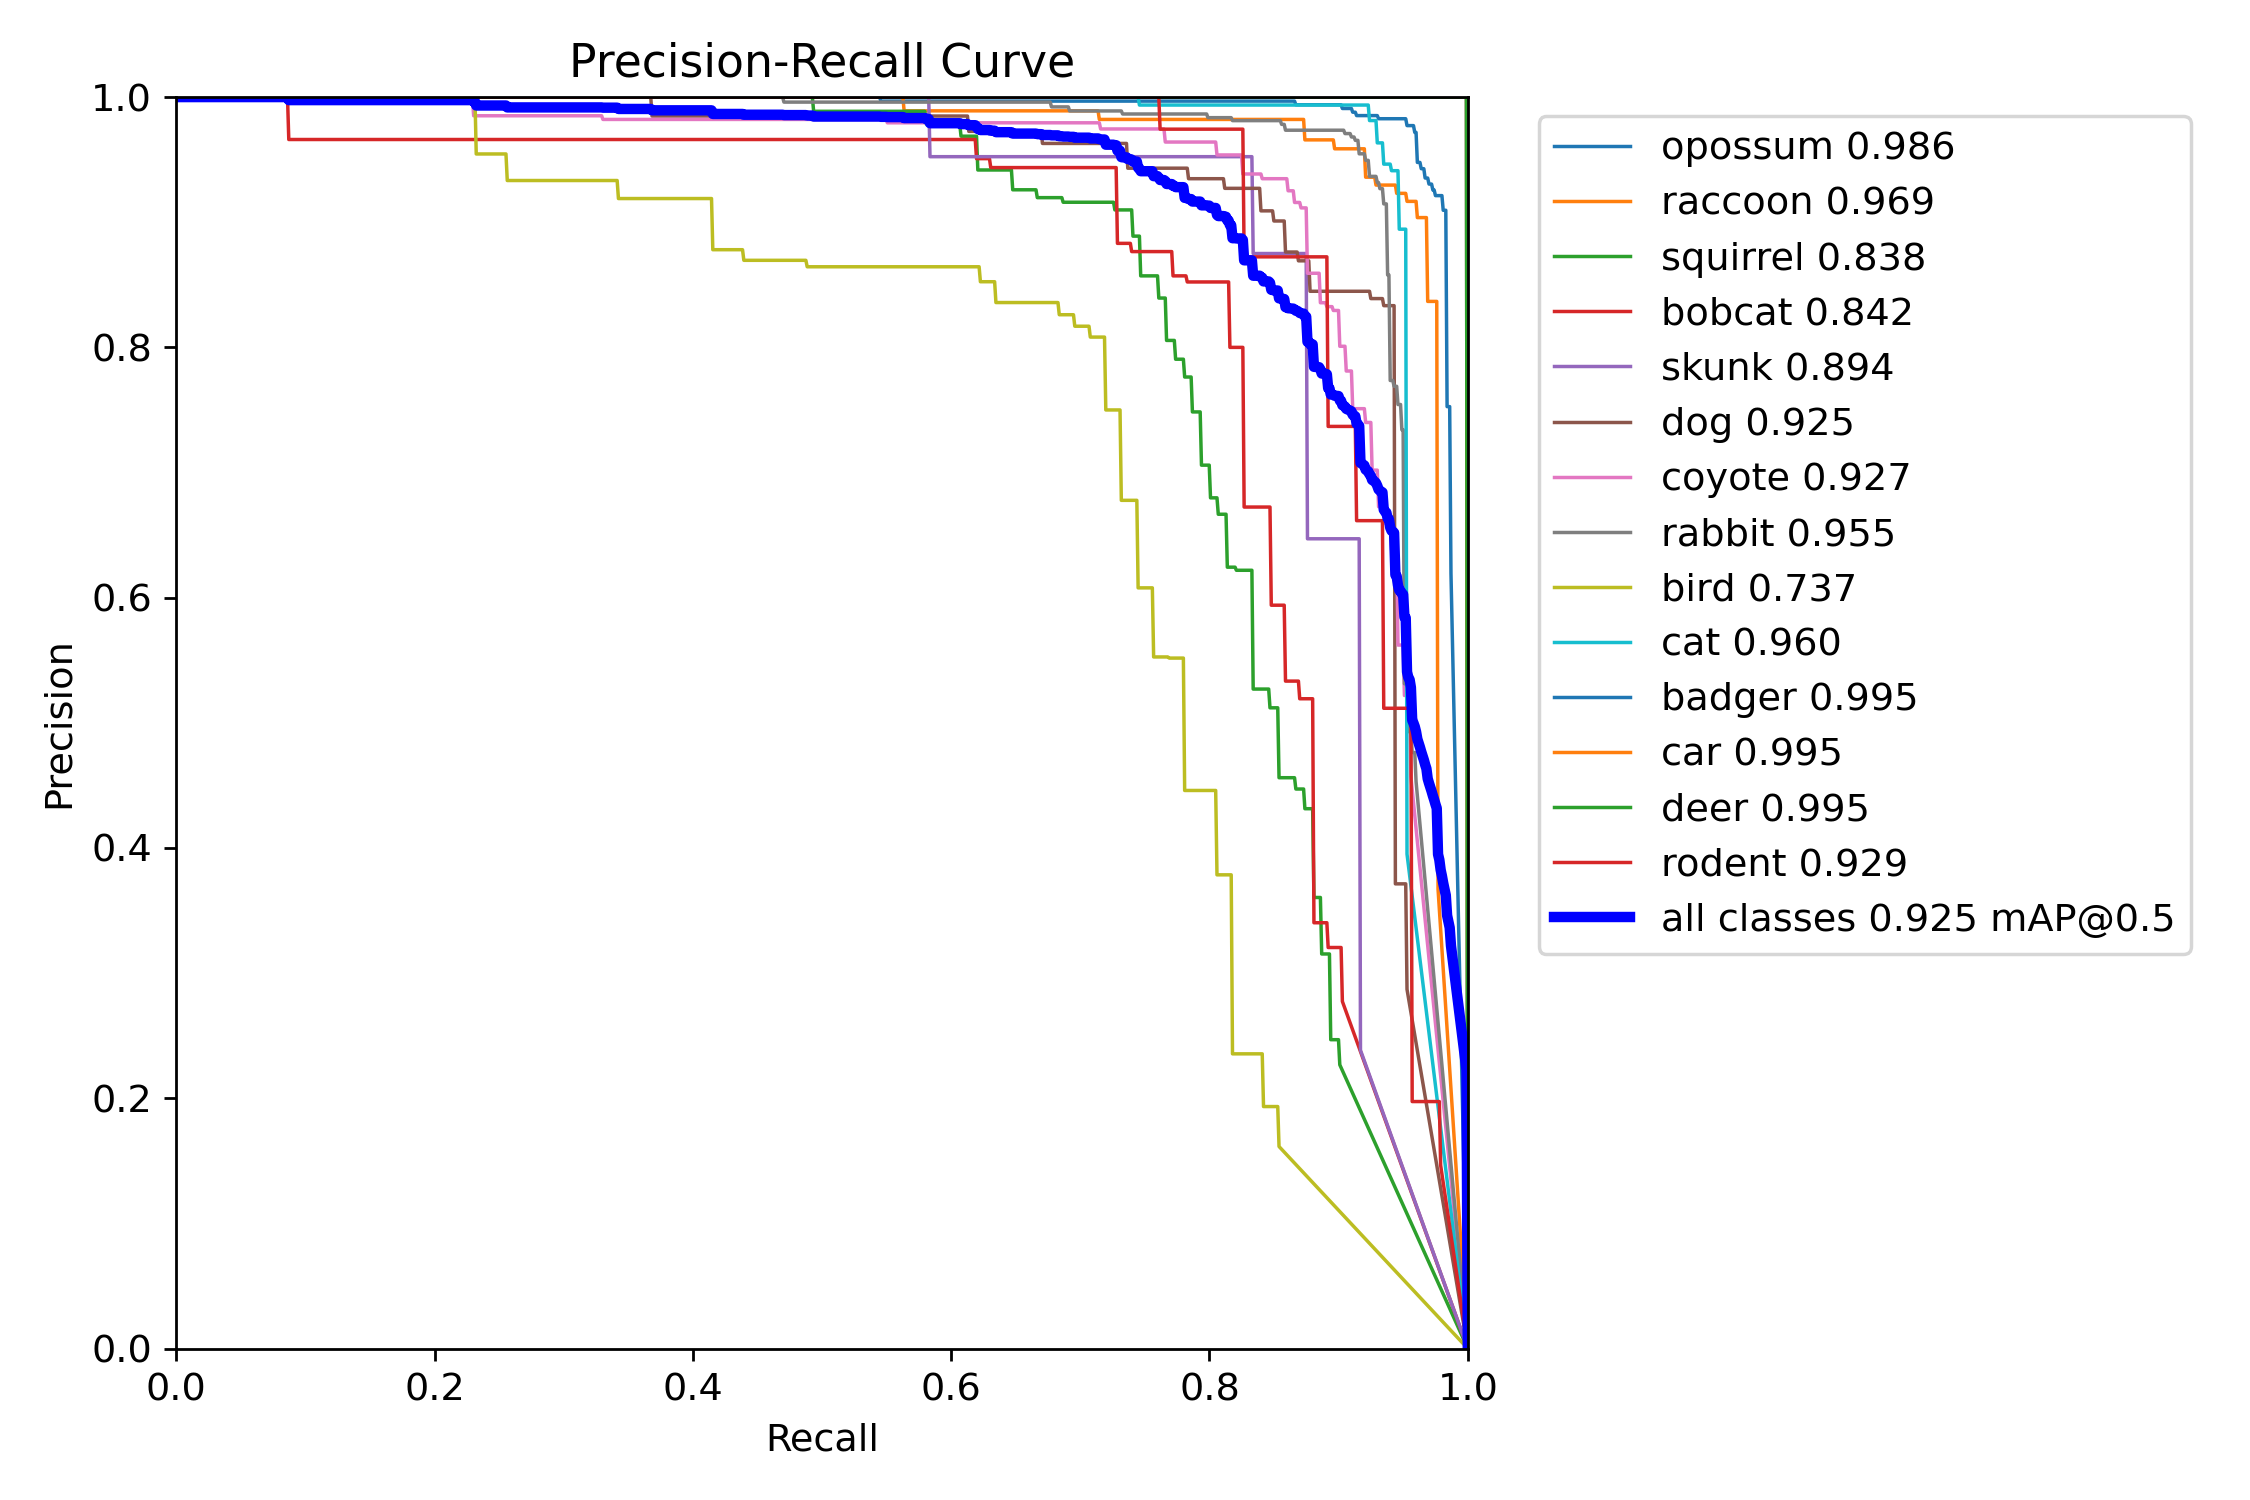 Precision-Recall Curve
1.0
0.8
0.6
0.4
0.2
0.0
Precision
0.0 0.2 0.4 0.6 0.8 1.0
Recall
opossum 0.986
raccoon 0.969
squirrel 0.838
bobcat 0.842
skunk 0.894
dog 0.925
coyote 0.927
rabbit 0.955
bird 0.737
cat 0.960
badger 0.995
car 0.995
deer 0.995
rodent 0.929
all classes 0.925 mAP@0.5